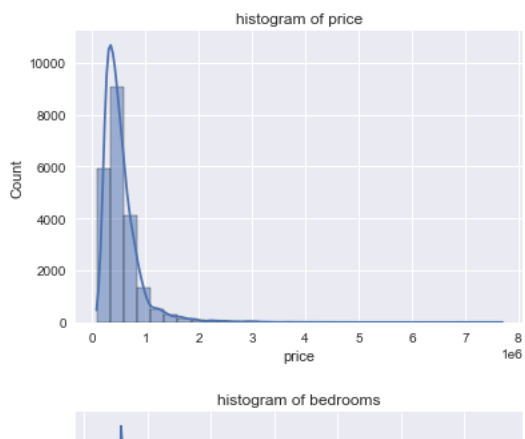 histogram of price
10000
8000
6000
4000
2000
0
Count
0 1 2 3 4 5 6 7 8
1e6
price
histogram of bedrooms